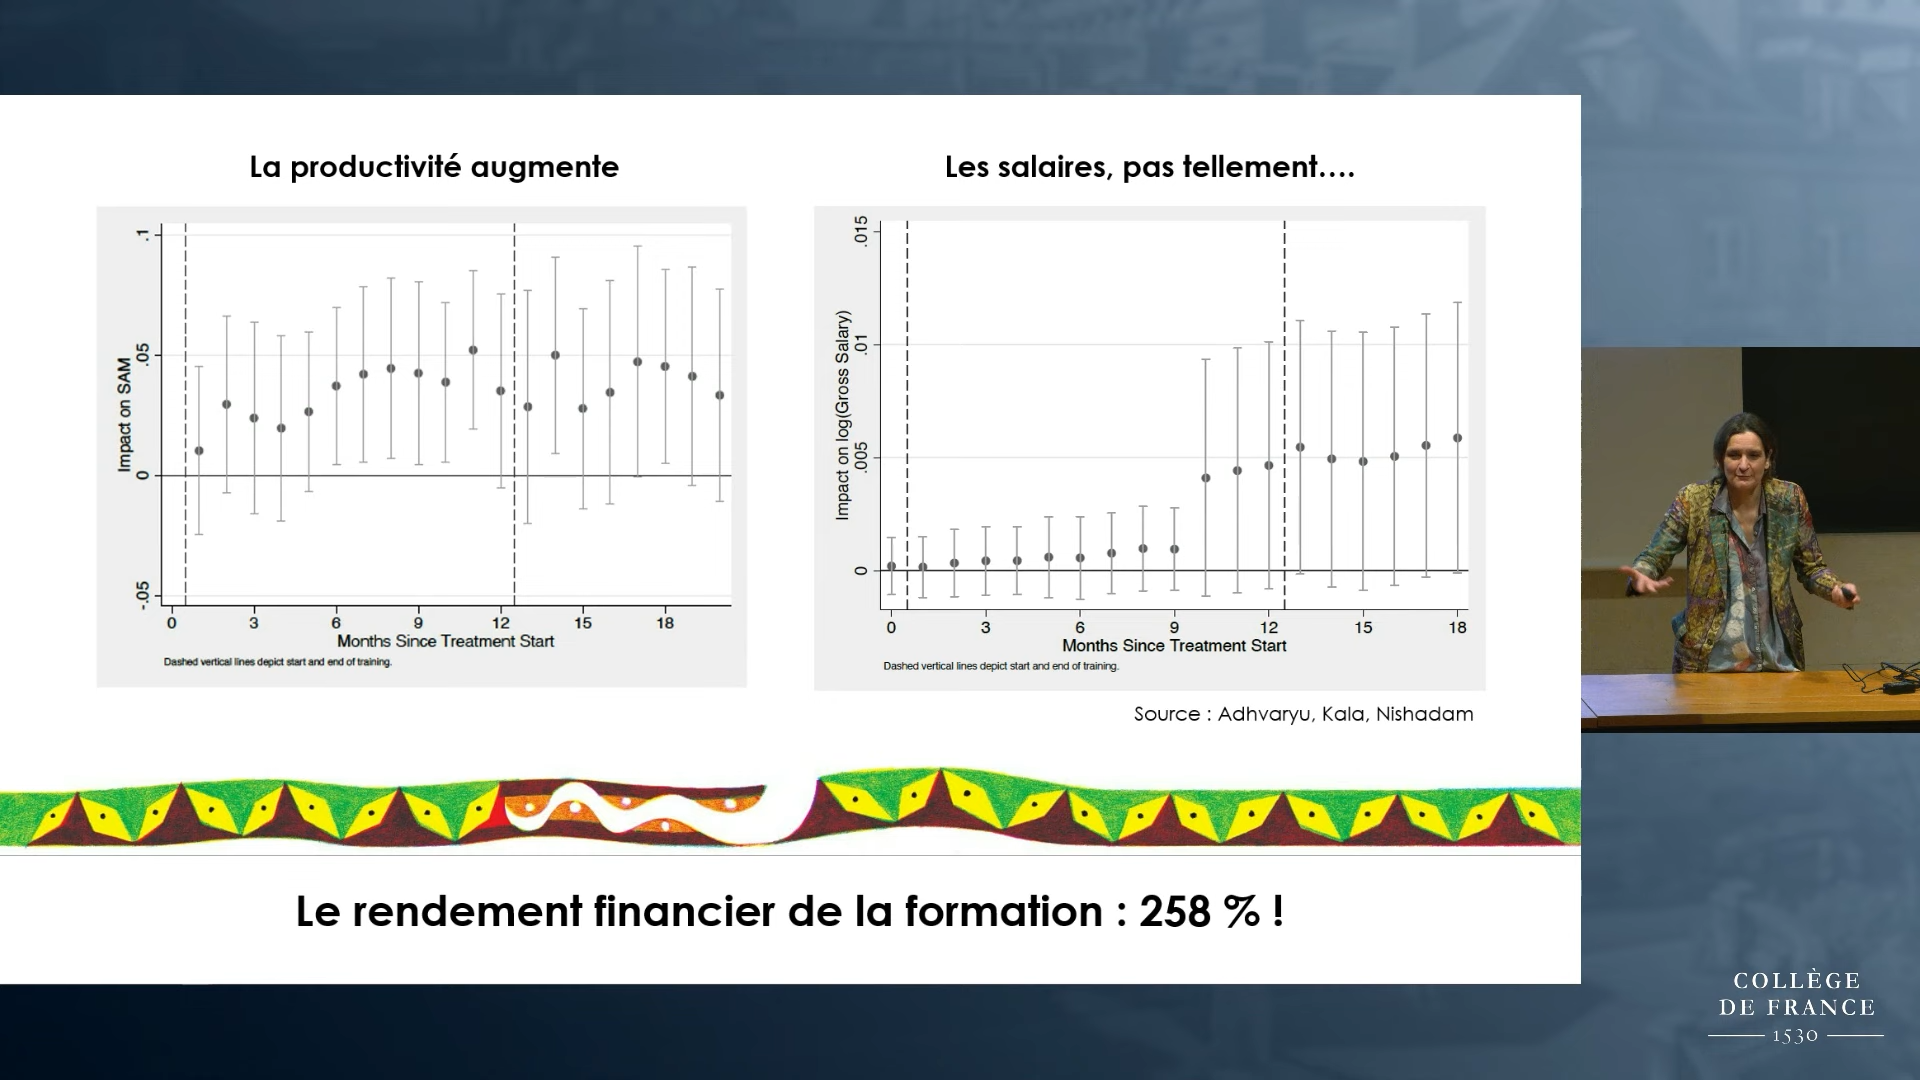 La productivité augmente
Les salaires, pas tellement....
Impact on SAM
.1
.05
0
-.05
0 3 6 9 12 15 18
Months Since Treatment Start
Dashed vertical lines depict start and end of training.
Impact on log(Gross Salary)
.015
.01
.005
0
0 3 6 9 12 15 18
Months Since Treatment Start
Dashed vertical lines depict start and end of training.
Source : Adhvaryu, Kala, Nishadam
Le rendement financier de la formation : 258 % !
COLLÈGE
DE FRANCE
1530